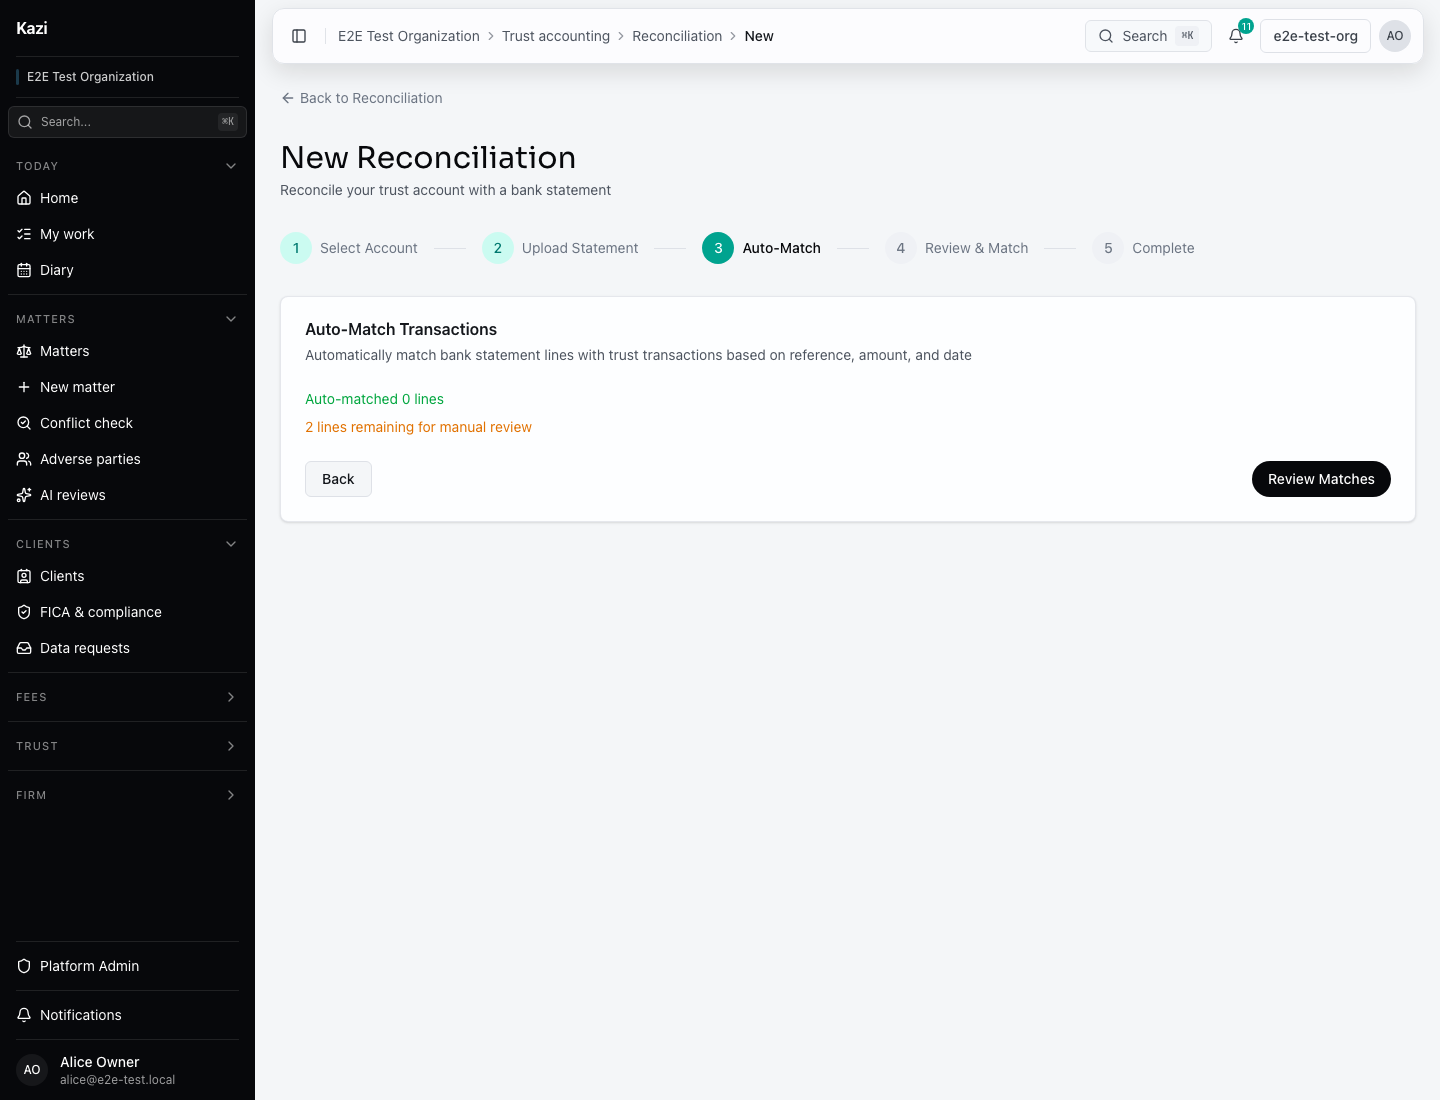 Kazi
E2E Test Organization
Search...
⌘K
TODAY
Home
My work
Diary
MATTERS
Matters
New matter
Conflict check
Adverse parties
AI reviews
CLIENTS
Clients
FICA & compliance
Data requests
FEES
TRUST
FIRM
Platform Admin
Notifications
AO
Alice Owner
alice@e2e-test.local
E2E Test Organization > Trust accounting > Reconciliation > New
Search ⌘K
11
e2e-test-org
AO
Back to Reconciliation
New Reconciliation
Reconcile your trust account with a bank statement
1 Select Account
2 Upload Statement
3 Auto-Match
4 Review & Match
5 Complete
Auto-Match Transactions
Automatically match bank statement lines with trust transactions based on reference, amount, and date
Auto-matched 0 lines
2 lines remaining for manual review
Back
Review Matches